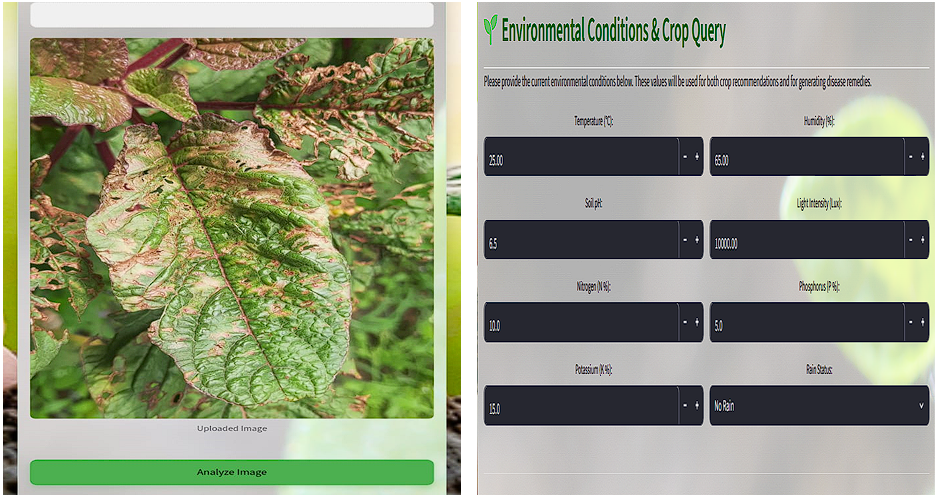 Uploaded Image
Analyze Image
Environmental Conditions & Crop Query
Please provide the current environmental conditions below. These values will be used for both crop recommendations and for generating disease remedies.
Temperature (°C):
Humidity (%):
25.00 - +
65.00 - +
Soil pH:
Light Intensity (Lux):
6.5 - +
10000.00 - +
Nitrogen (N %):
Phosphorus (P %):
10.0 - +
5.0 - +
Potassium (K %):
Rain Status:
15.0 - +
No Rain